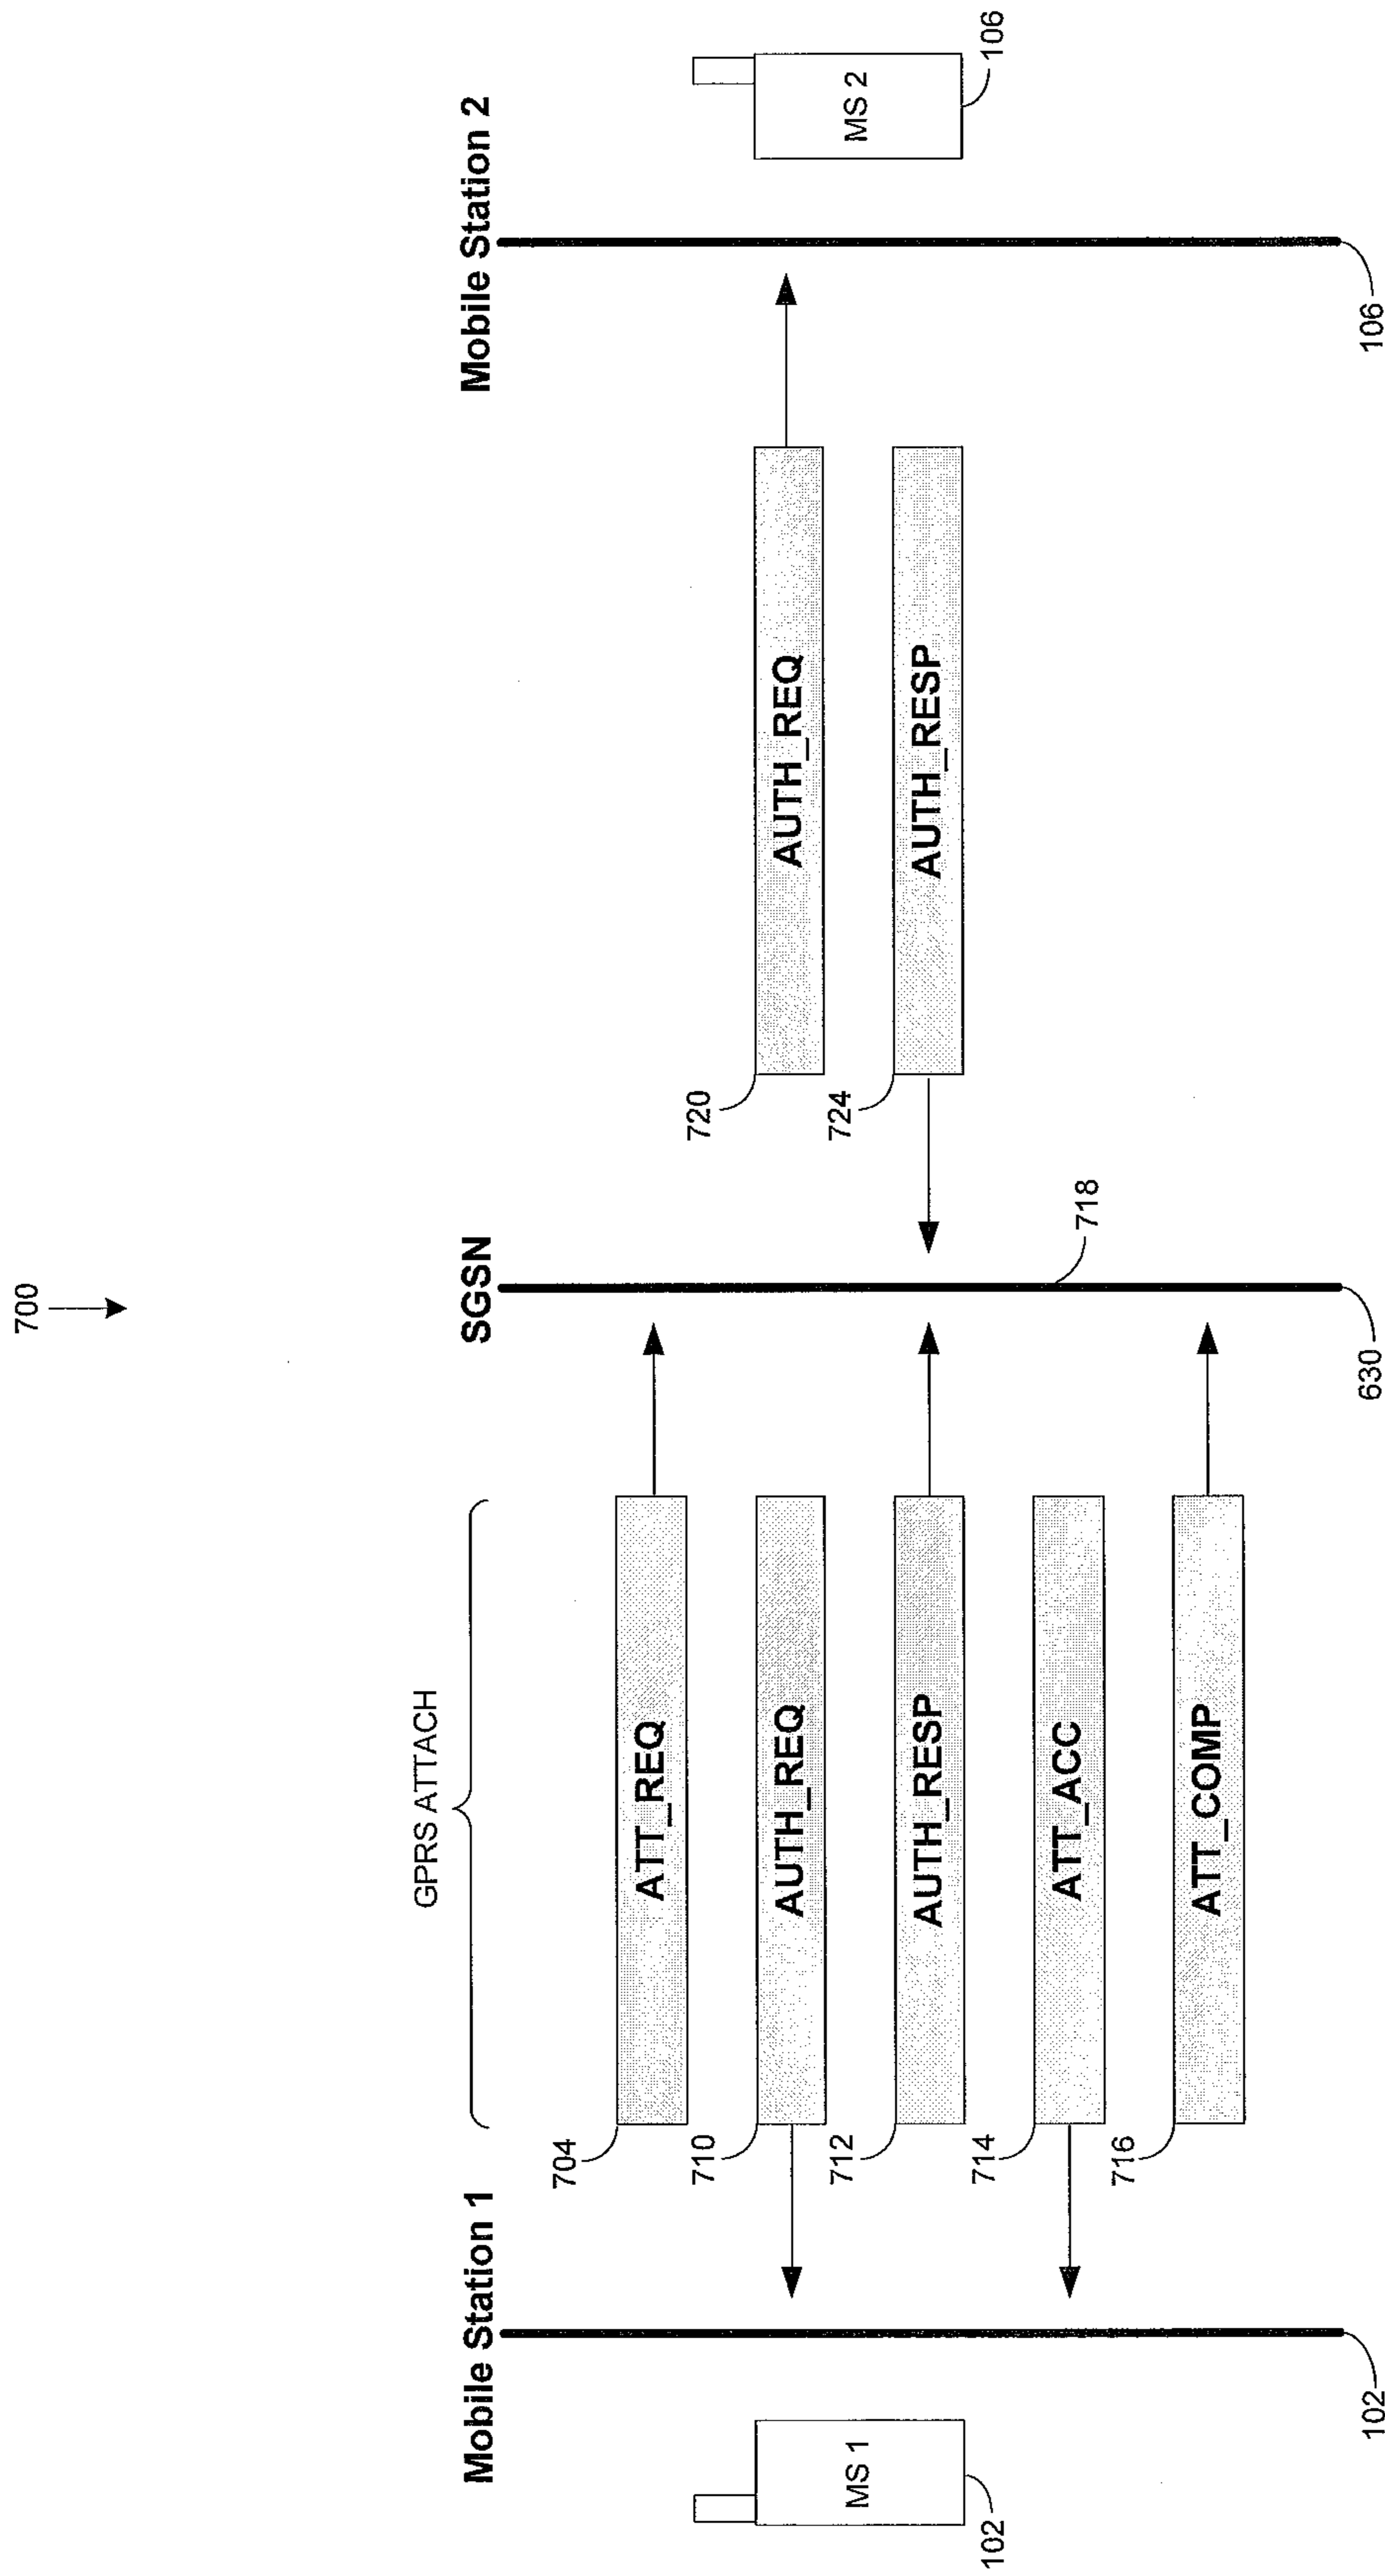 700
GPRS ATTACH
Mobile Station 1
SGSN
Mobile Station 2
704
ATT_REQ
710
AUTH_REQ
720
AUTH_REQ
MS 1
102
MS 2
106
712
AUTH_RESP
724
AUTH_RESP
714
ATT_ACC
718
716
ATT_COMP
102
630
106